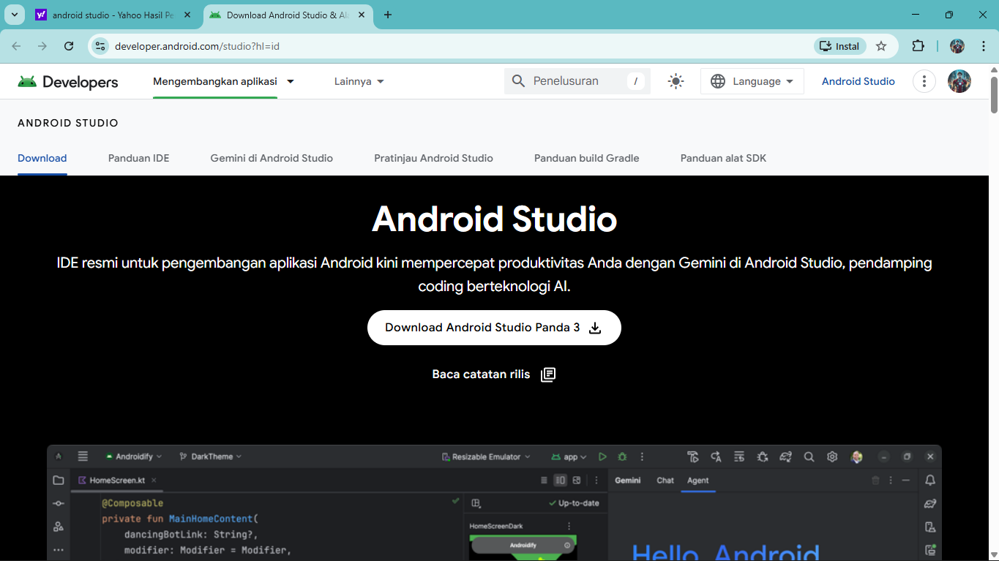 android studio - Yahoo Hasil Pe
Download Android Studio & Al
developer.android.com/studio?hl=id
Instal
Developers
Mengembangkan aplikasi
Lainnya
Penelusuran
/
Language
Android Studio
ANDROID STUDIO
Download
Panduan IDE
Gemini di Android Studio
Pratinjau Android Studio
Panduan build Gradle
Panduan alat SDK
Android Studio
IDE resmi untuk pengembangan aplikasi Android kini mempercepat produktivitas Anda dengan Gemini di Android Studio, pendamping
coding berteknologi AI.
Download Android Studio Panda 3
Baca catatan rilis
Androidify
DarkTheme
Resizable Emulator
app
HomeScreen.kt
Gemini
Chat
Agent
@Composable
private fun MainHomeContent(
dancingBotLink: String?,
modifier: Modifier = Modifier,
Up-to-date
HomeScreenDark
Androidify
Hello, Android